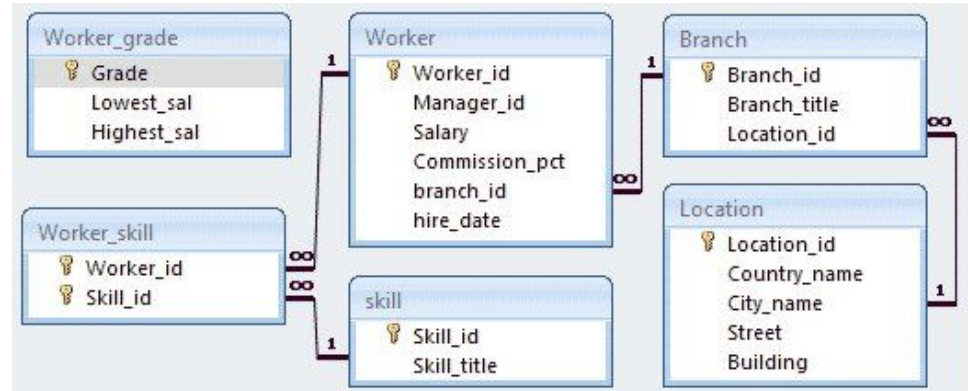 Worker_grade
Grade
Lowest_sal
Highest_sal
Worker
Worker_id
Manager_id
Salary
Commission_pct
branch_id
hire_date
Branch
Branch_id
Branch_title
Location_id
Worker_skill
Worker_id
Skill_id
skill
Skill_id
Skill_title
Location
Location_id
Country_name
City_name
Street
Building
1
∞
1
∞
∞
1
∞
1